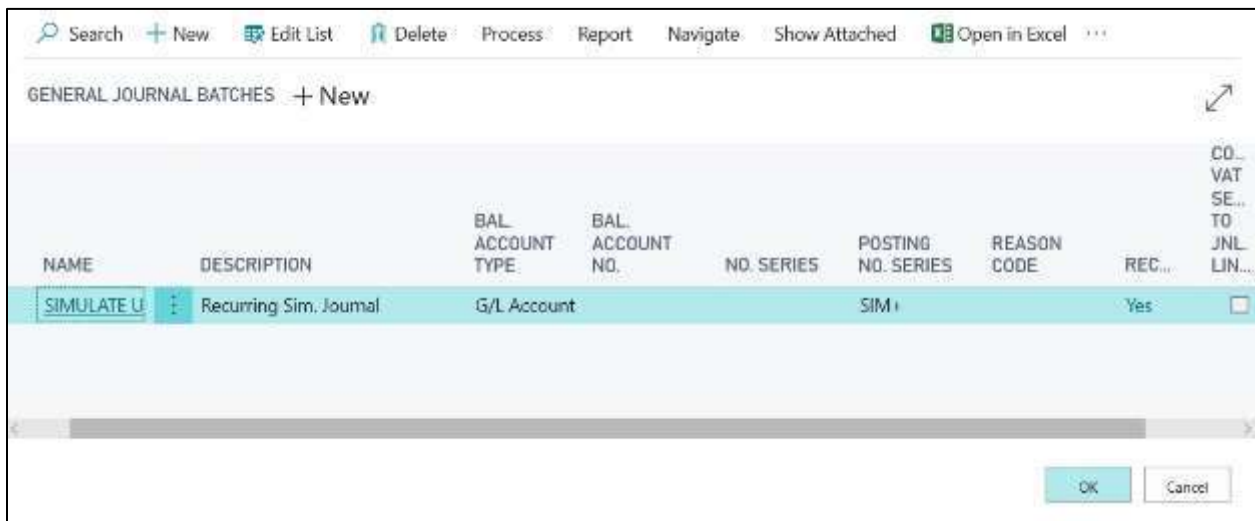 Search New Edit List Delete Process Report Navigate Show Attached Open in Excel ...
GENERAL JOURNAL BATCHES + New
CO...
VAT
SE...
BAL. BAL. TO
ACCOUNT ACCOUNT POSTING REASON JNL.
NAME DESCRIPTION TYPE NO. NO. SERIES NO. SERIES CODE REC... LIN...
SIMULATE U Recurring Sim. Journal G/L Account SIM+ Yes
OK Cancel